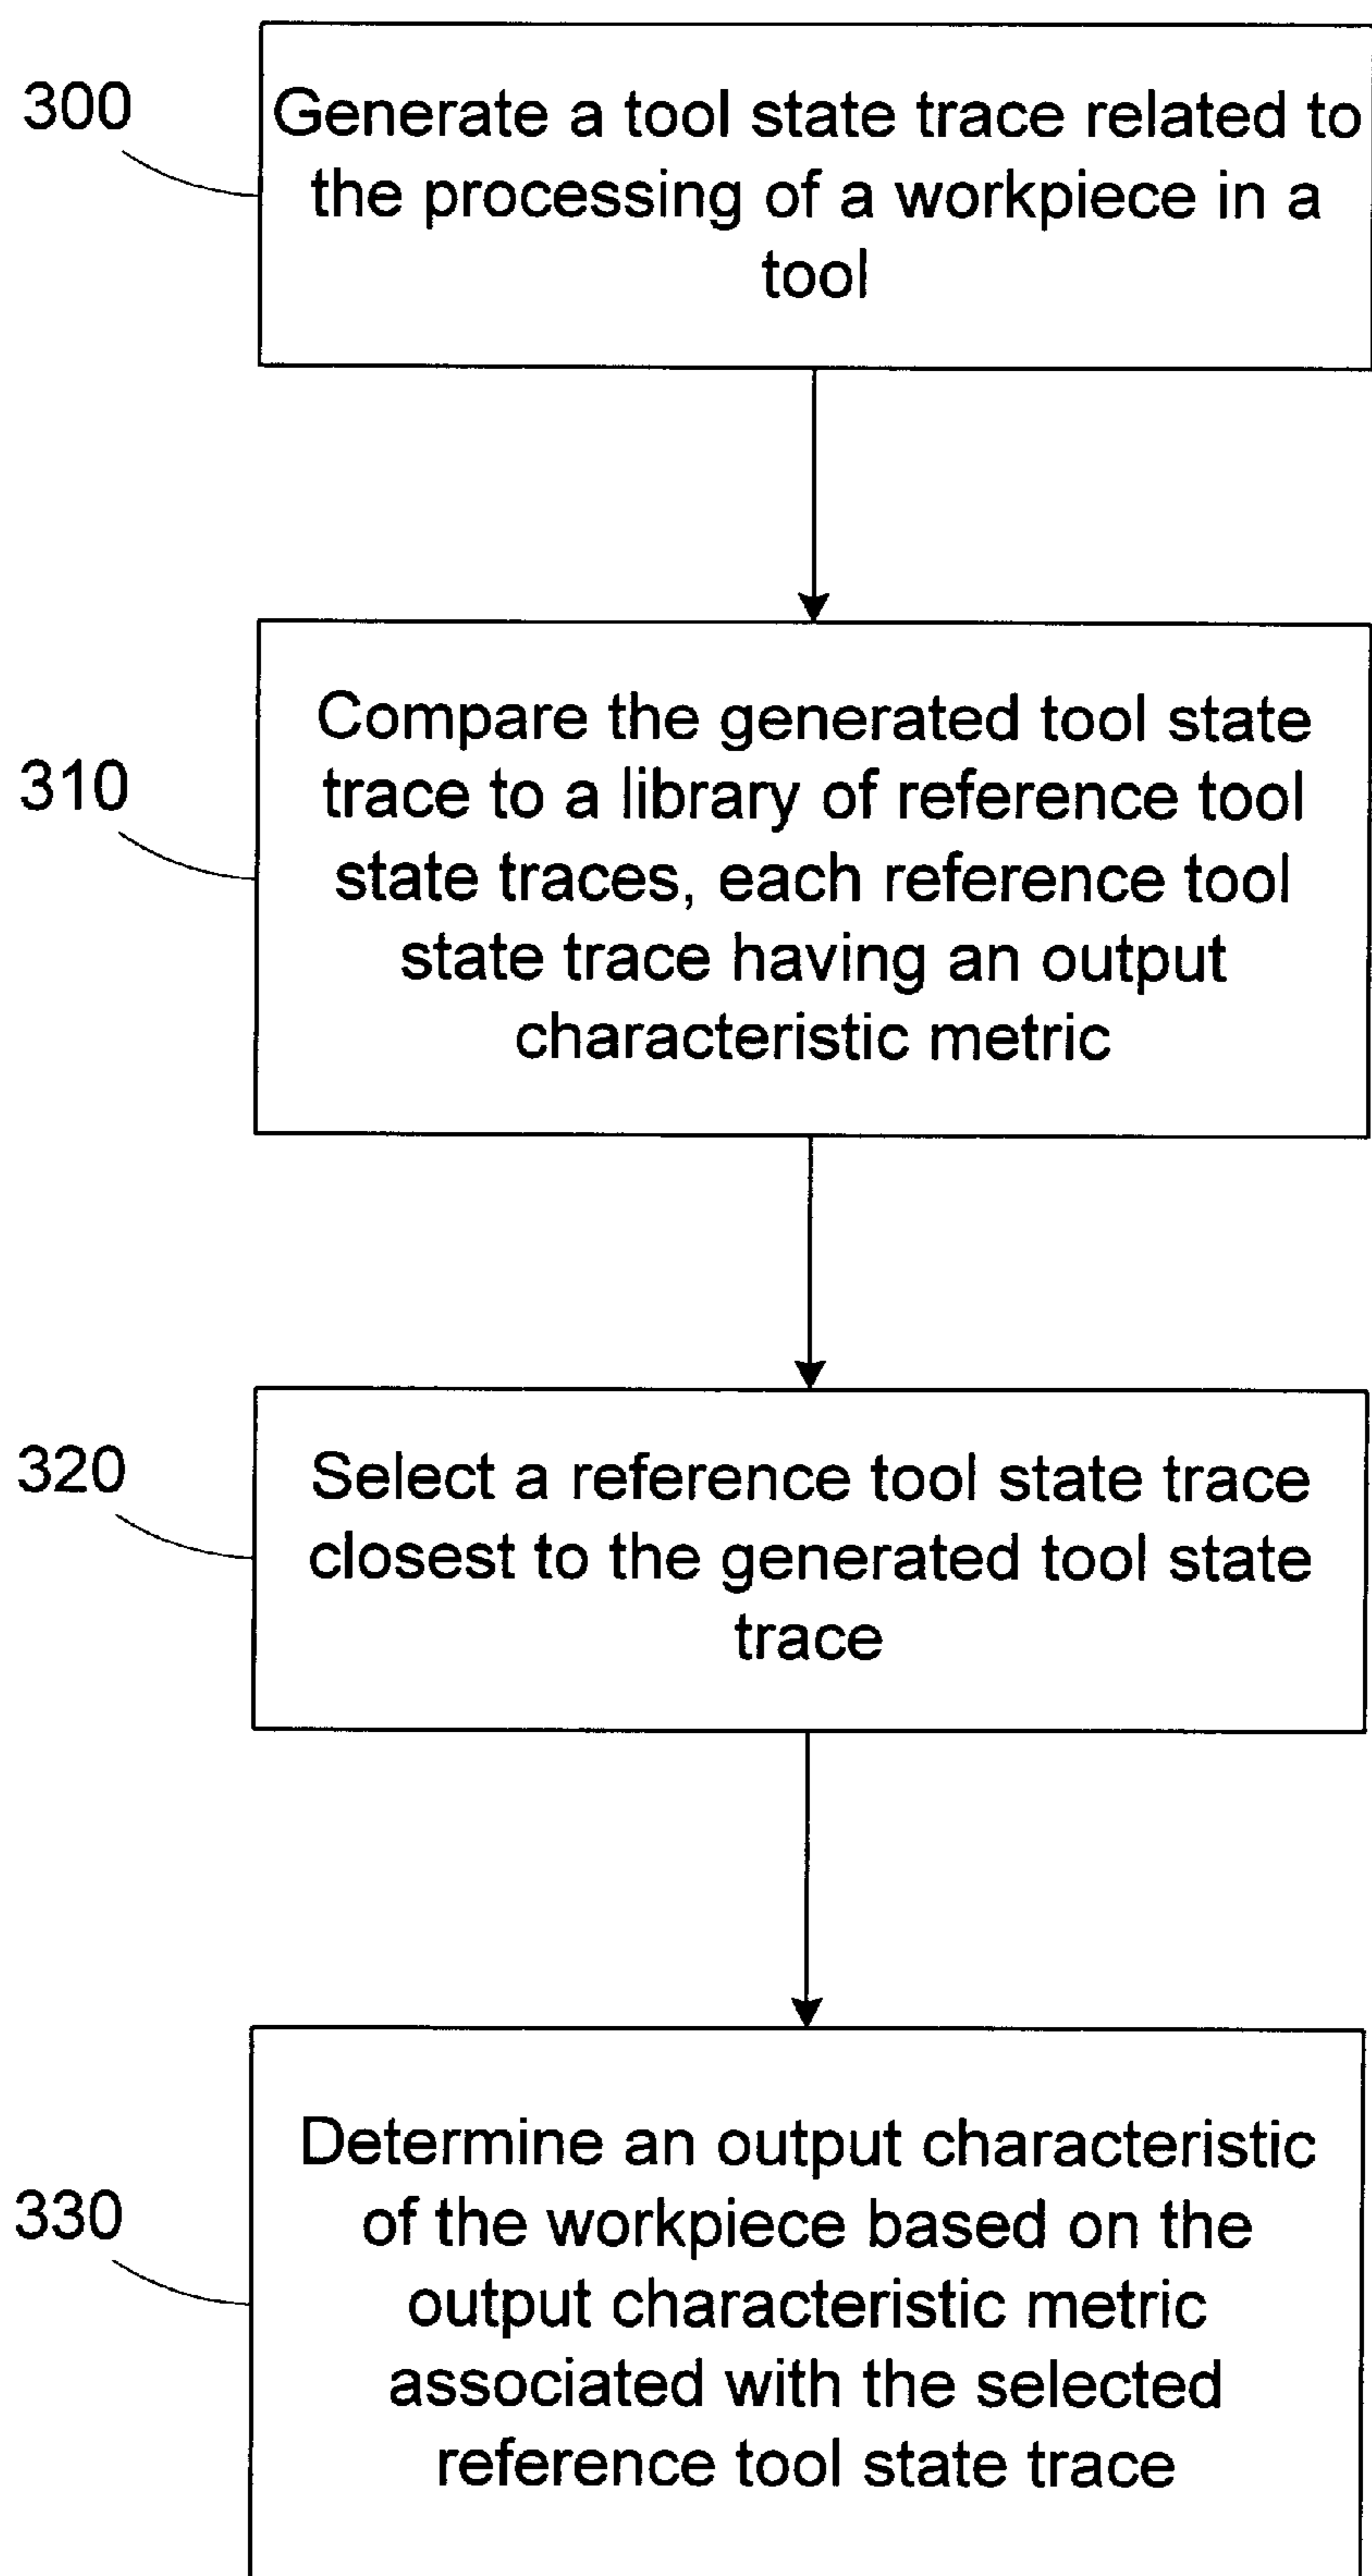 300
Generate a tool state trace related to
the processing of a workpiece in a
tool
310
Compare the generated tool state
trace to a library of reference tool
state traces, each reference tool
state trace having an output
characteristic metric
320
Select a reference tool state trace
closest to the generated tool state
trace
330
Determine an output characteristic
of the workpiece based on the
output characteristic metric
associated with the selected
reference tool state trace